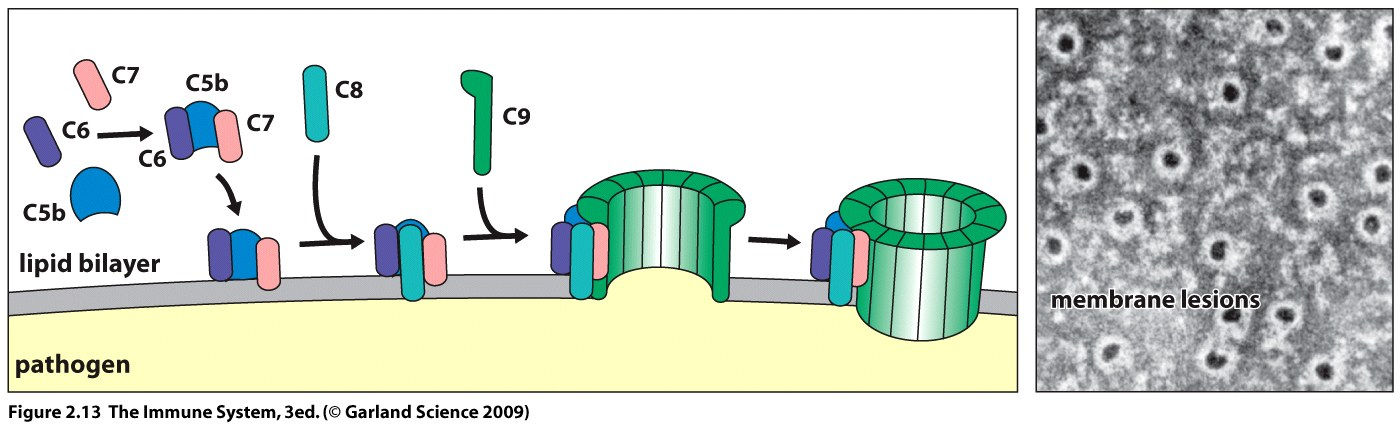 C7
C5b
C8
C6
C7
C9
C6
C5b
lipid bilayer
membrane lesions
pathogen
Figure 2.13 The Immune System, 3ed. (© Garland Science 2009)